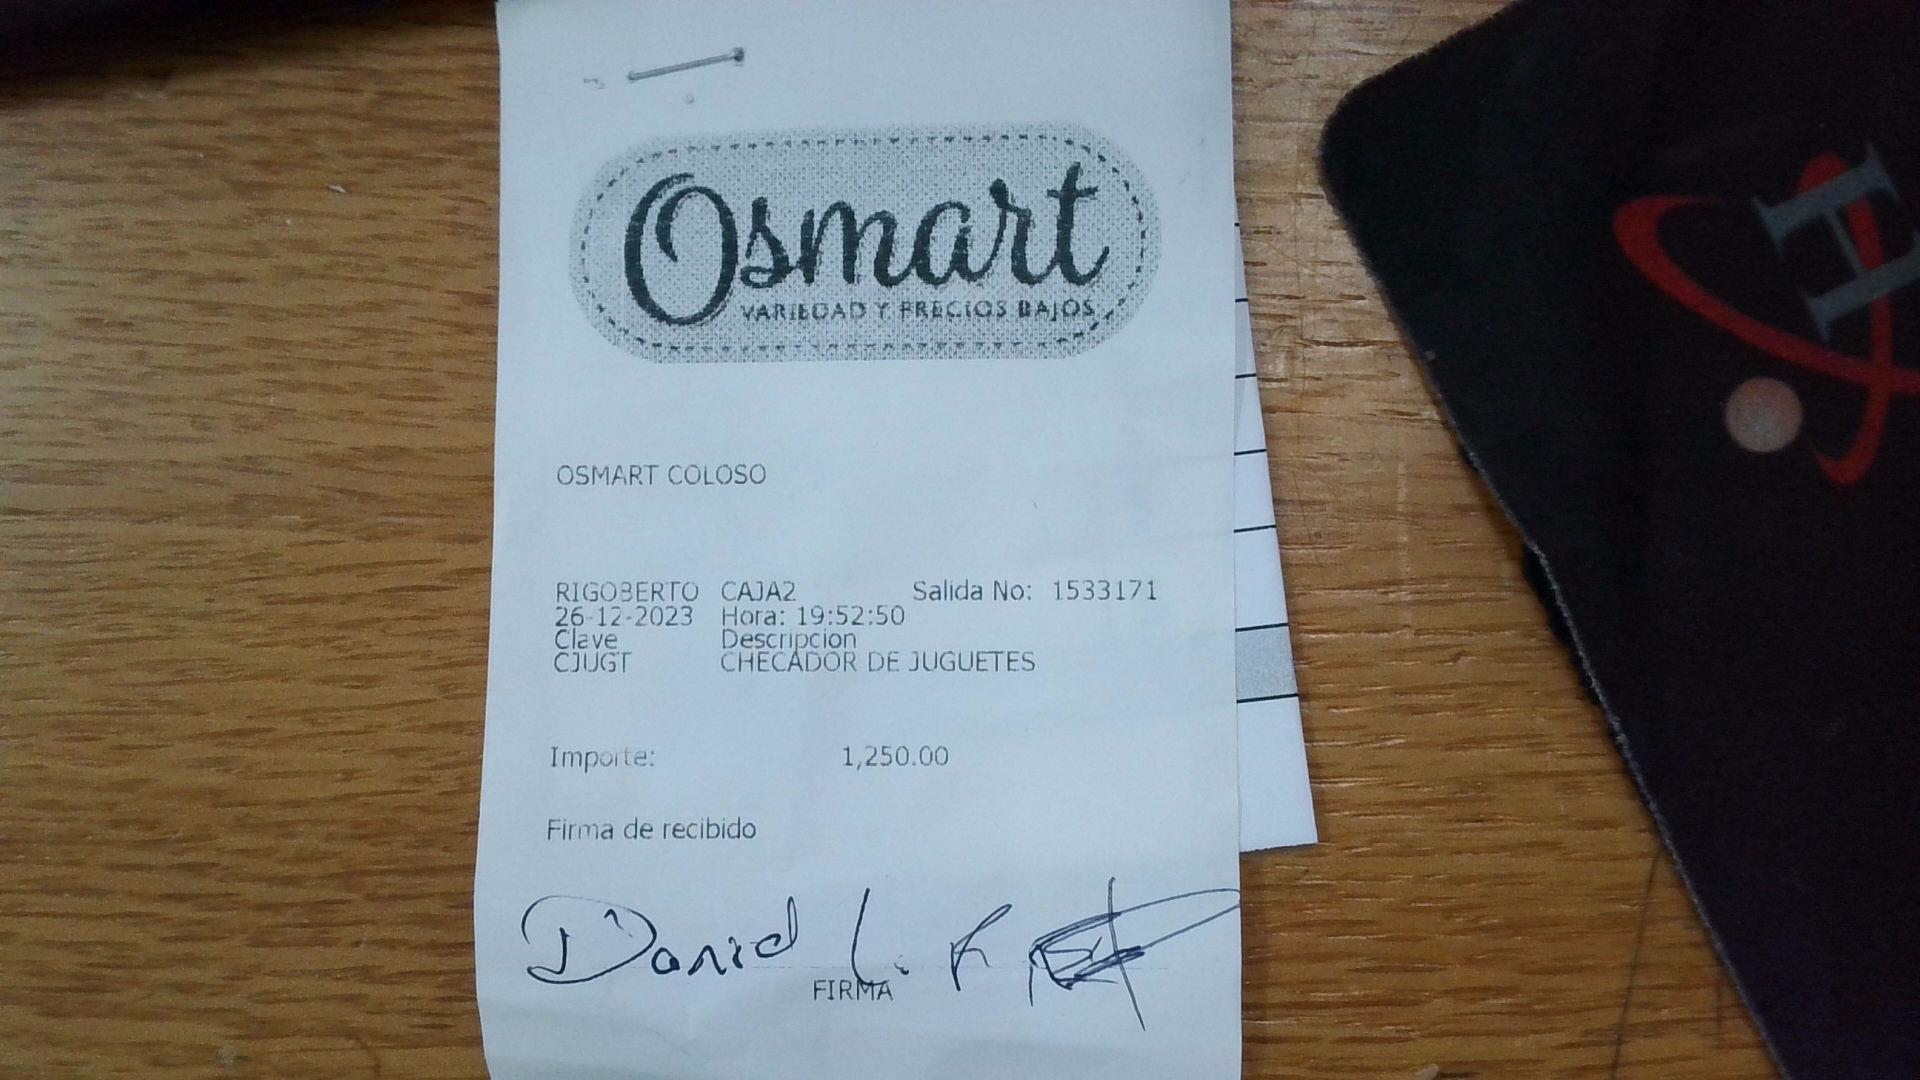 Osmart
VARIEDAD Y PRECIOS BAJOS
OSMART COLOSO
RIGOBERTO CAJA2 Salida No: 1533171
26-12-2023 Hora: 19:52:50
Clave Descripcion
CJUGT CHECADOR DE JUGUETES
Importe: 1,250.00
Firma de recibido
Daniel L. R
FIRMA
H